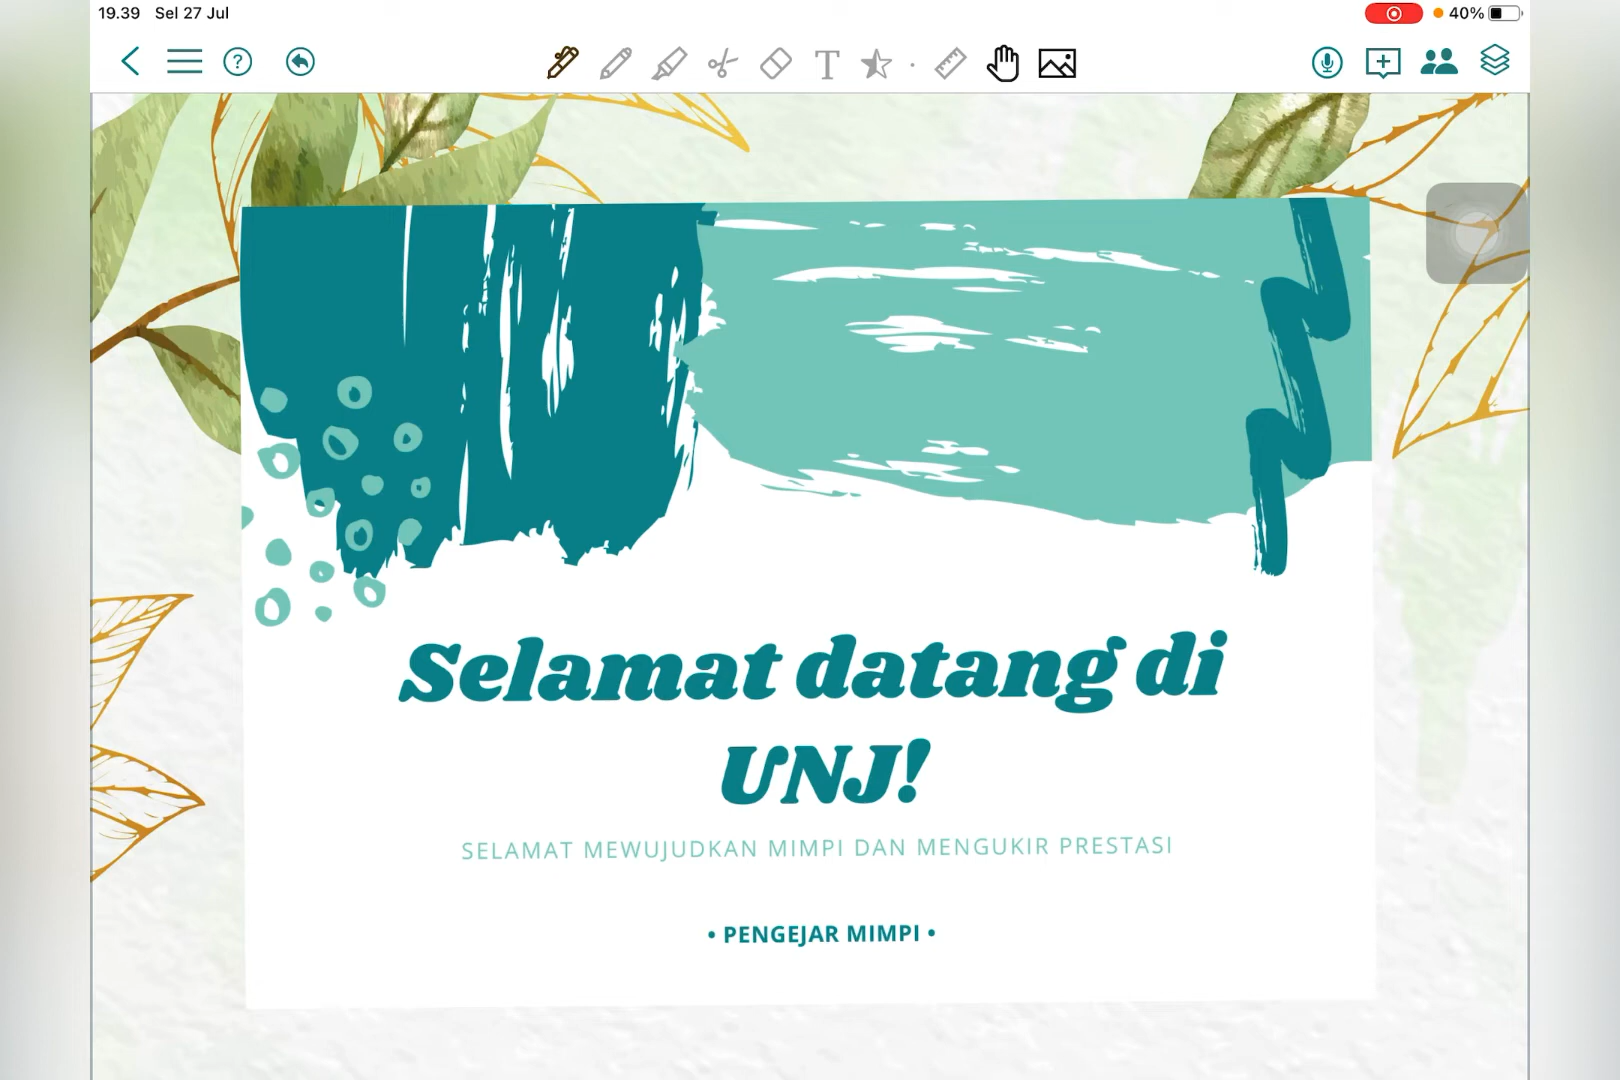 19.39 Sel 27 Jul
40%
Selamat datang di
UNJ!
SELAMAT MEWUJUDKAN MIMPI DAN MENGUKIR PRESTASI
• PENGEJAR MIMPI •